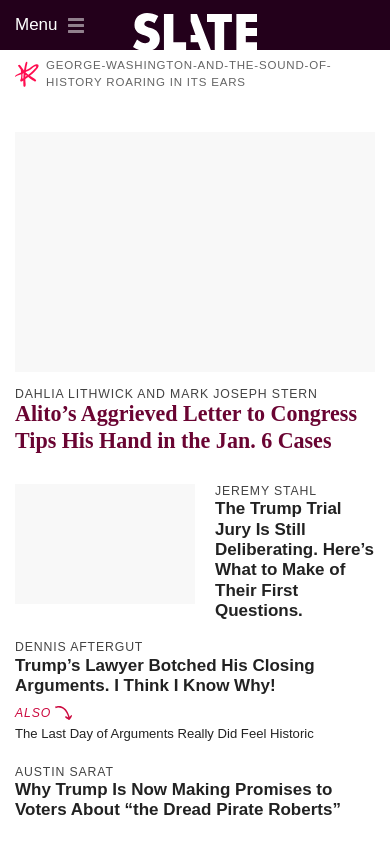 Menu
SLATE
GEORGE-WASHINGTON-AND-THE-SOUND-OF-
HISTORY ROARING IN ITS EARS
DAHLIA LITHWICK AND MARK JOSEPH STERN
Alito’s Aggrieved Letter to Congress
Tips His Hand in the Jan. 6 Cases
JEREMY STAHL
The Trump Trial
Jury Is Still
Deliberating. Here’s
What to Make of
Their First
Questions.
DENNIS AFTERGUT
Trump’s Lawyer Botched His Closing
Arguments. I Think I Know Why!
ALSO
The Last Day of Arguments Really Did Feel Historic
AUSTIN SARAT
Why Trump Is Now Making Promises to
Voters About “the Dread Pirate Roberts”